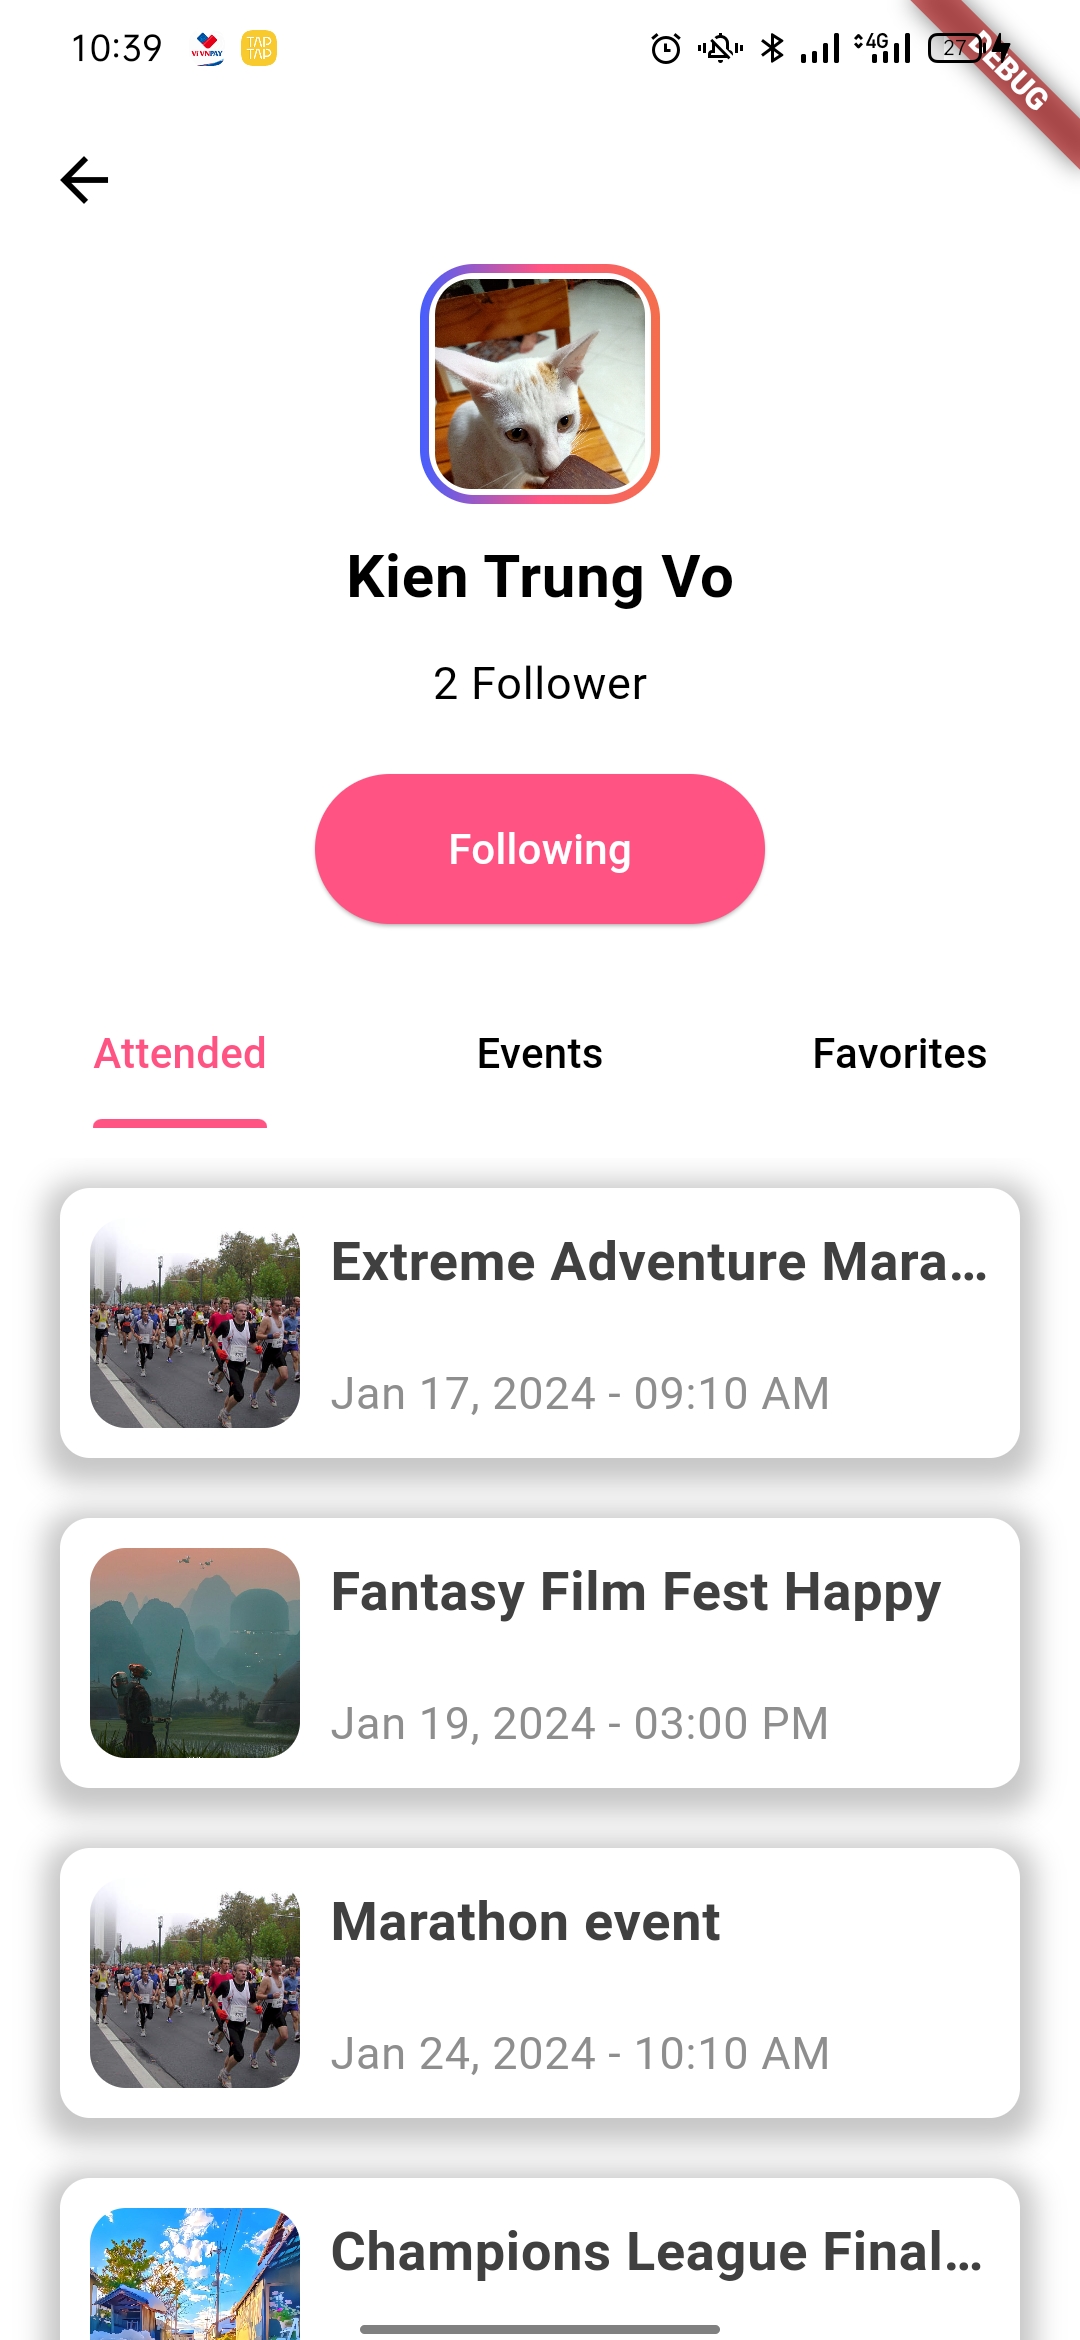 10:39
VÍ VNPAY
TAP
TAP
4G
27
DEBUG
Kien Trung Vo
2 Follower
Following
Attended
Events
Favorites
Extreme Adventure Mara...
Jan 17, 2024 - 09:10 AM
Fantasy Film Fest Happy
Jan 19, 2024 - 03:00 PM
Marathon event
Jan 24, 2024 - 10:10 AM
Champions League Final...